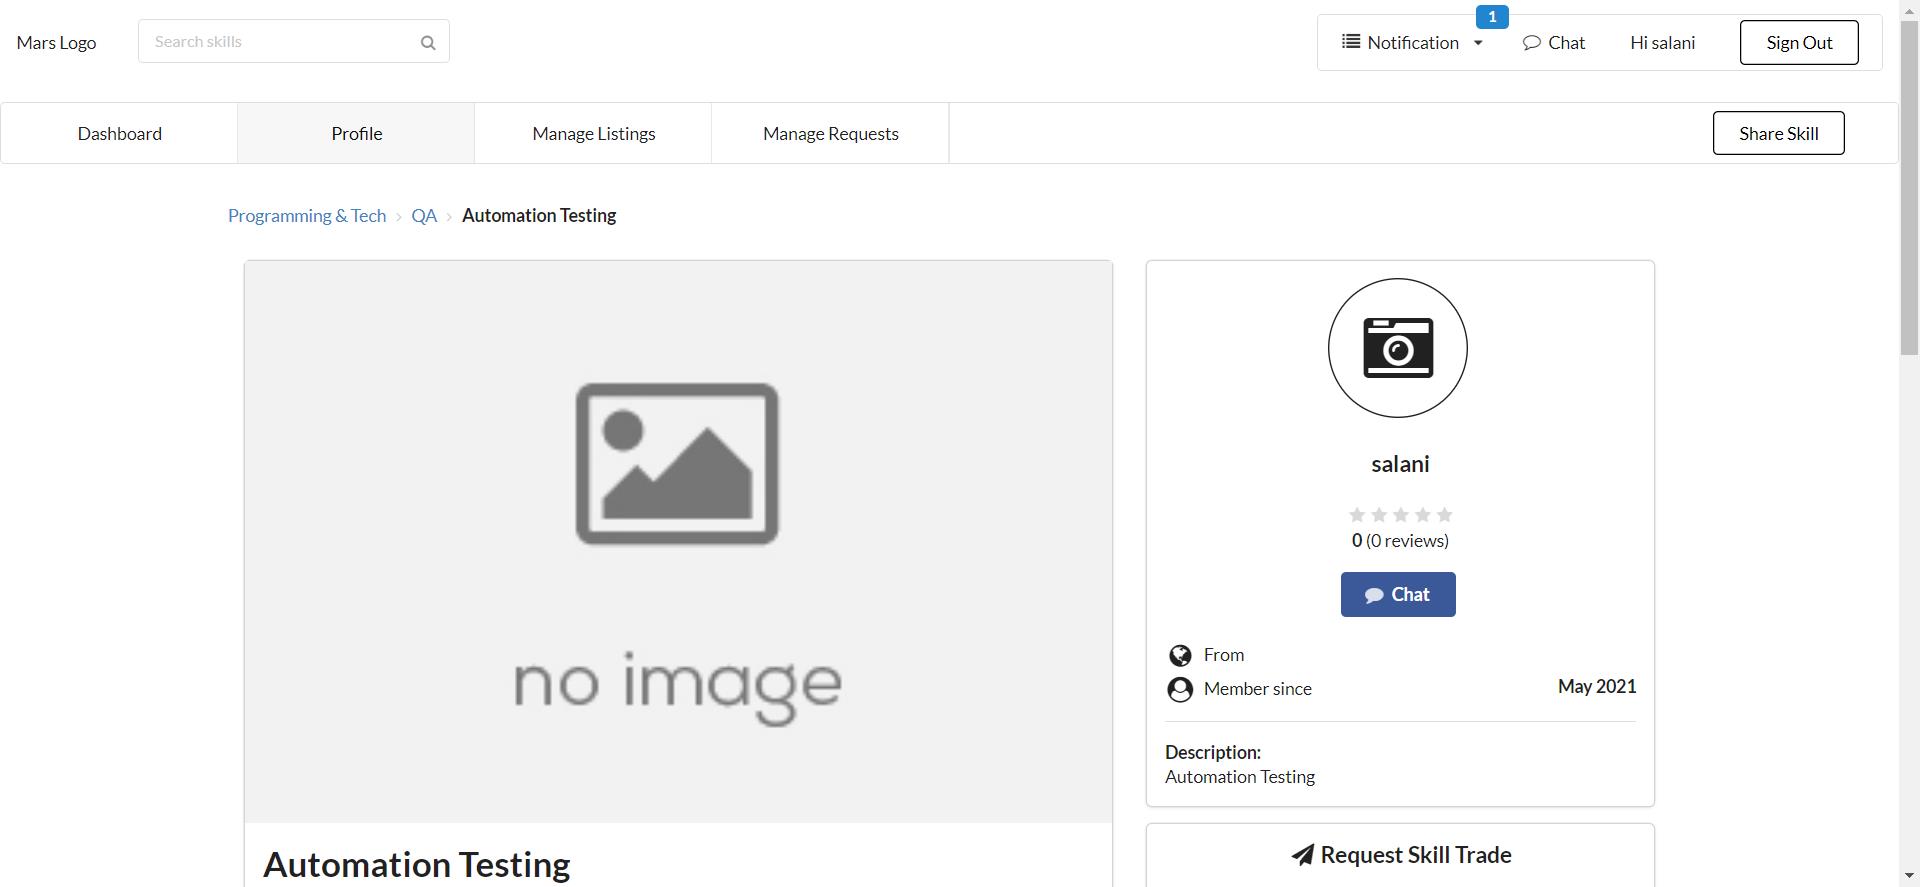 Mars Logo
Search skills
1
Notification
Chat
Hi salani
Sign Out
Dashboard
Profile
Manage Listings
Manage Requests
Share Skill
Programming & Tech › QA › Automation Testing
no image
Automation Testing
salani
0 (0 reviews)
Chat
From
Member since May 2021
Description:
Automation Testing
Request Skill Trade